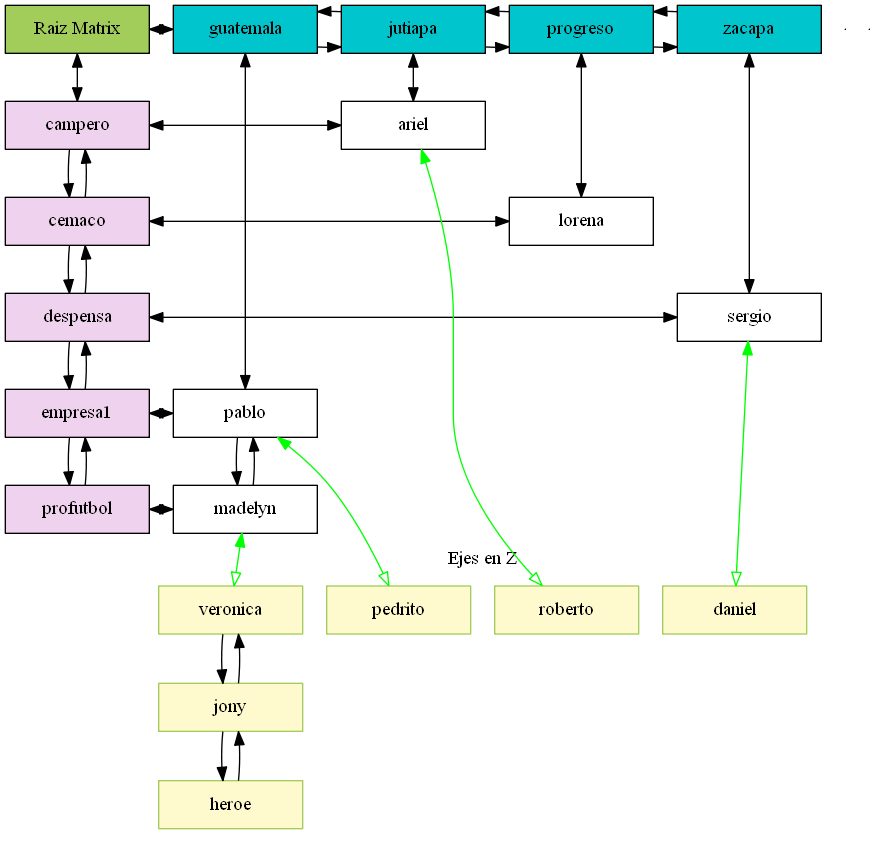 Raiz Matrix
guatemala
jutiapa
progreso
zacapa
campero
ariel
cemaco
lorena
despensa
sergio
empresa1
pablo
profutbol
madelyn
Ejes en Z
veronica
pedrito
roberto
daniel
jony
heroe